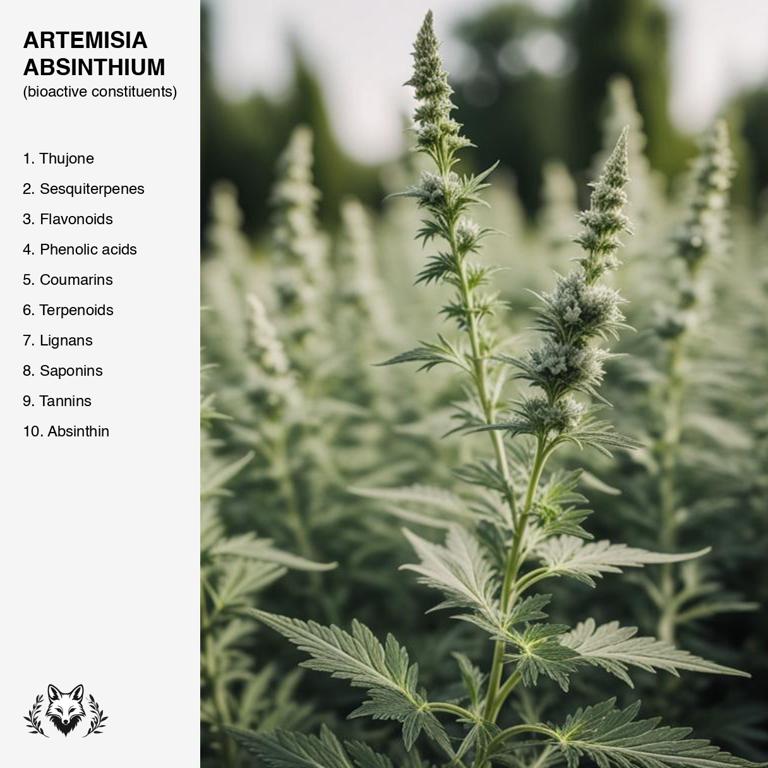 ARTEMISIA
ABSINTHIUM
(bioactive constituents)
1. Thujone
2. Sesquiterpenes
3. Flavonoids
4. Phenolic acids
5. Coumarins
6. Terpenoids
7. Lignans
8. Saponins
9. Tannins
10. Absinthin